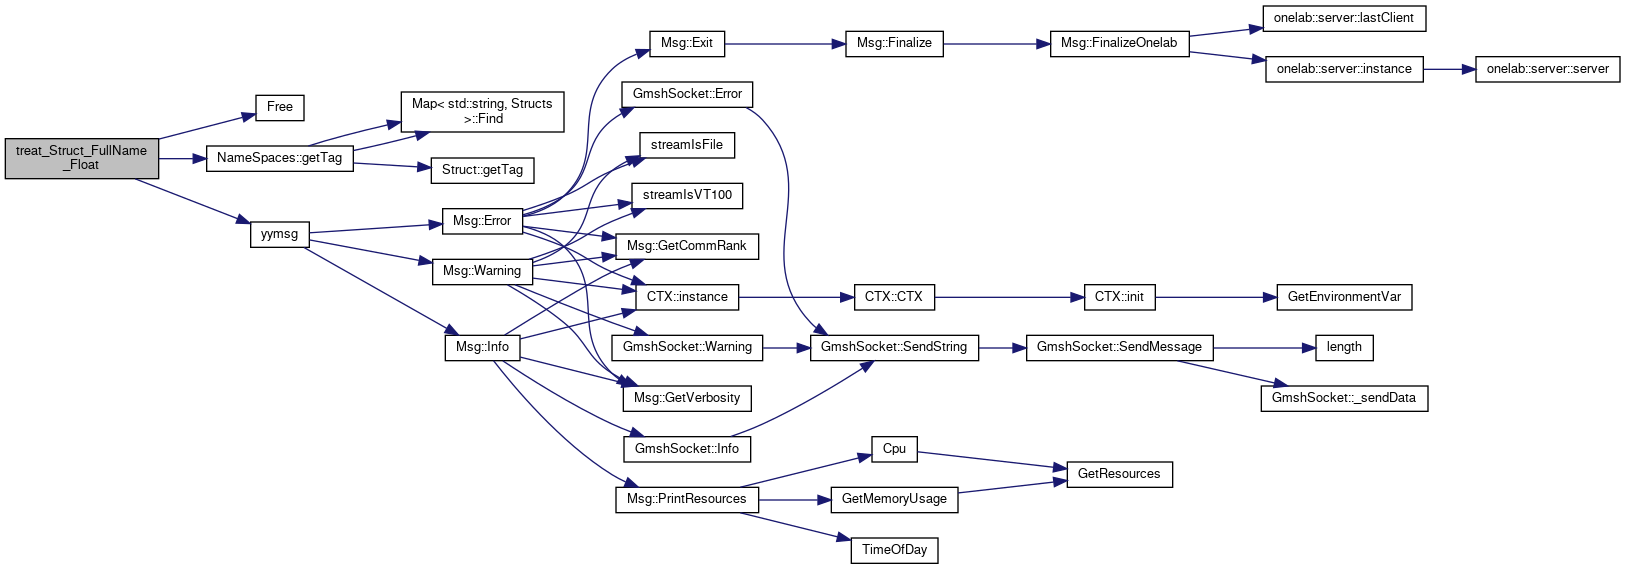 treat_Struct_FullName
_Float
Free
NameSpaces::getTag
yymsg
Map< std::string, Structs
>::Find
Struct::getTag
Msg::Error
Msg::Warning
Msg::Info
Msg::Exit
GmshSocket::Error
streamIsFile
streamIsVT100
Msg::GetCommRank
CTX::instance
GmshSocket::Warning
Msg::GetVerbosity
GmshSocket::Info
Msg::PrintResources
Msg::Finalize
CTX::CTX
GmshSocket::SendString
Cpu
GetMemoryUsage
TimeOfDay
Msg::FinalizeOnelab
CTX::init
GmshSocket::SendMessage
GetResources
onelab::server::lastClient
onelab::server::instance
GetEnvironmentVar
length
GmshSocket::_sendData
onelab::server::server